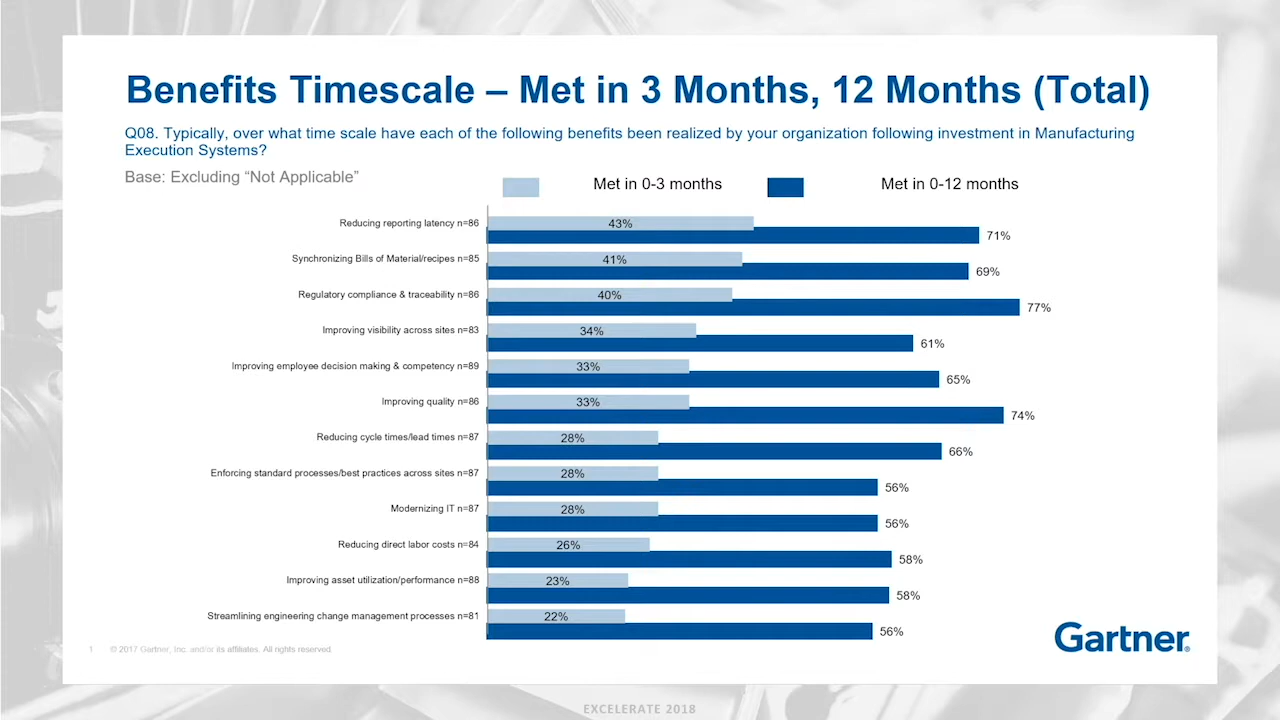 Benefits Timescale – Met in 3 Months, 12 Months (Total)
Q08. Typically, over what time scale have each of the following benefits been realized by your organization following investment in Manufacturing
Execution Systems?
Base: Excluding “Not Applicable”
Met in 0-3 months
Met in 0-12 months
Reducing reporting latency n=86
43%
71%
Synchronizing Bills of Material/recipes n=85
41%
69%
Regulatory compliance & traceability n=86
40%
77%
Improving visibility across sites n=83
34%
61%
Improving employee decision making & competency n=89
33%
65%
Improving quality n=86
33%
74%
Reducing cycle times/lead times n=87
28%
66%
Enforcing standard processes/best practices across sites n=87
28%
56%
Modernizing IT n=87
28%
56%
Reducing direct labor costs n=84
26%
58%
Improving asset utilization/performance n=88
23%
58%
Streamlining engineering change management processes n=81
22%
56%
1 © 2017 Gartner, Inc. and/or its affiliates. All rights reserved.
Gartner®
EXCELERATE 2018